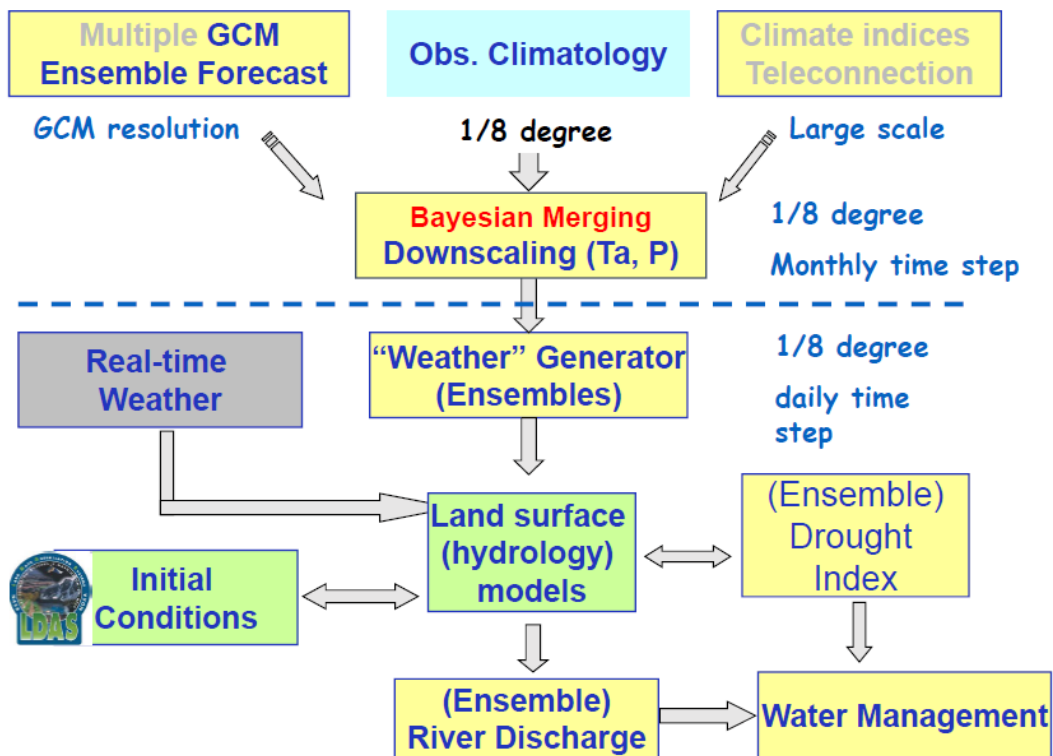 Multiple GCM
Ensemble Forecast
Obs. Climatology
Climate indices
Teleconnection
GCM resolution
1/8 degree
Large scale
Bayesian Merging
Downscaling (Ta, P)
1/8 degree
Monthly time step
Real-time
Weather
“Weather” Generator
(Ensembles)
1/8 degree
daily time
step
Land surface
(hydrology)
models
(Ensemble)
Drought
Index
LDAS
Initial
Conditions
(Ensemble)
River Discharge
Water Management